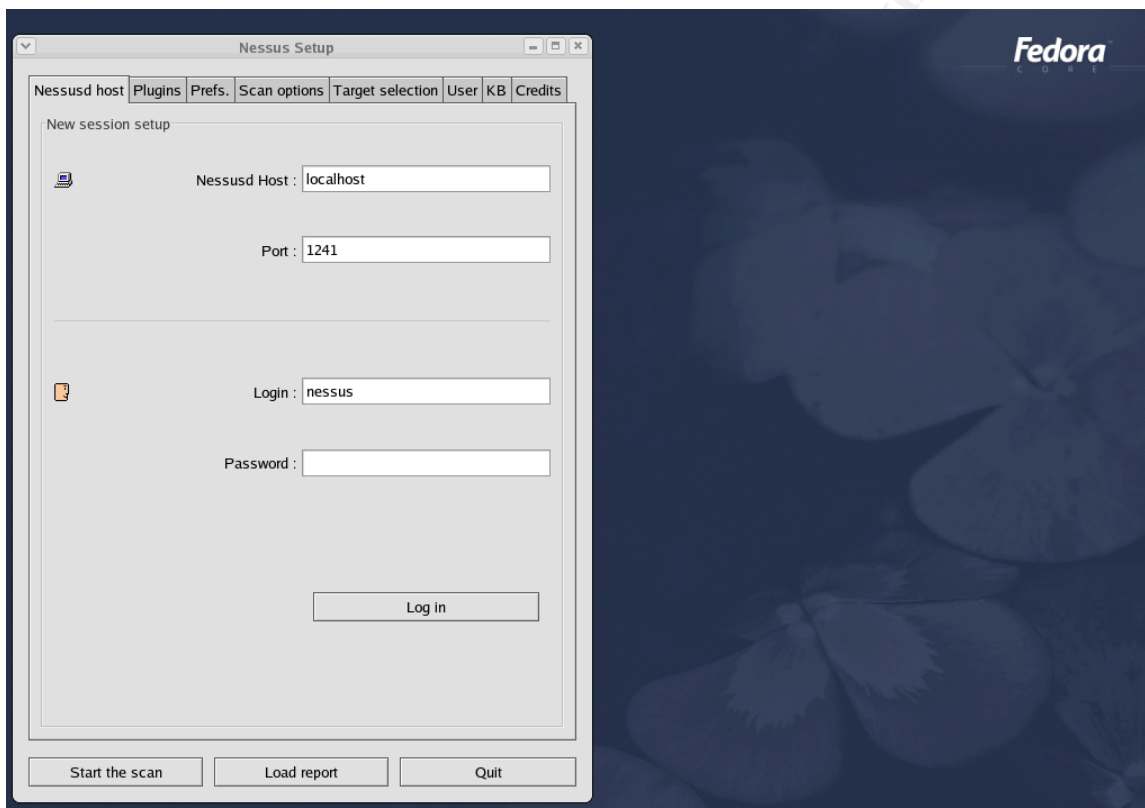 Nessus Setup
Fedora
CORE
Nessusd host Plugins Prefs. Scan options Target selection User KB Credits
New session setup
Nessusd Host : localhost
Port : 1241
Login : nessus
Password :
Log in
Start the scan Load report Quit